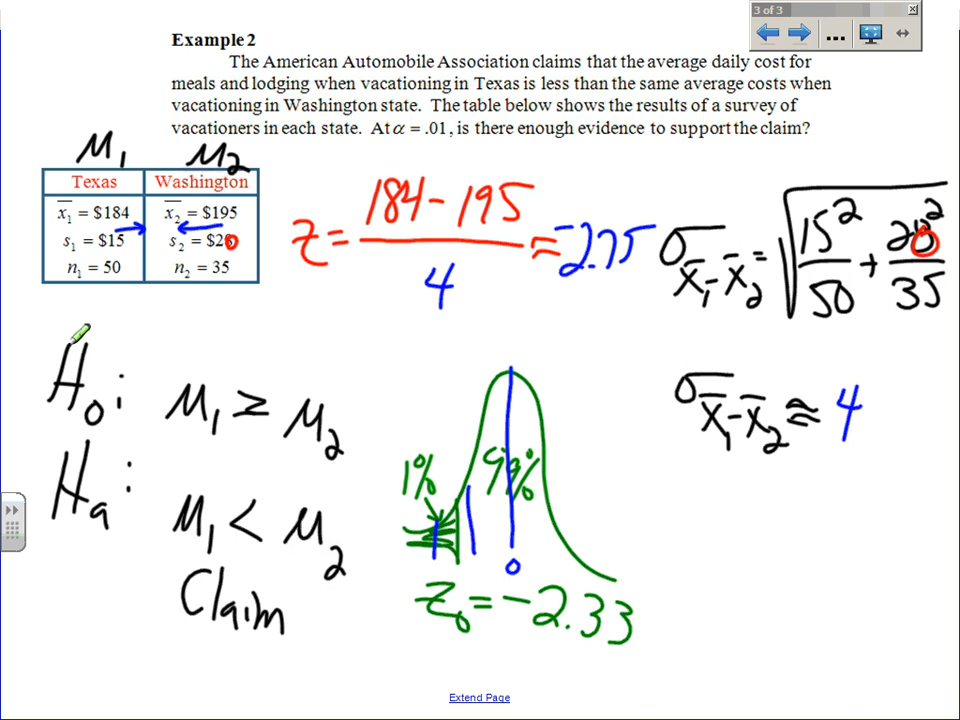 3 of 3
Example 2
The American Automobile Association claims that the average daily cost for
meals and lodging when vacationing in Texas is less than the same average costs when
vacationing in Washington state. The table below shows the results of a survey of
vacationers in each state. At α = .01, is there enough evidence to support the claim?
μ₁ μ₂
Texas Washington
x̄₁ = $184 x̄₂ = $195
s₁ = $15 s₂ = $20
n₁ = 50 n₂ = 35
z = (184 - 195) / 4 = -2.75
σx̄₁-x̄₂ = √(15²/50 + 20²/35)
σx̄₁-x̄₂ ≈ 4
H₀: μ₁ ≥ μ₂
Hₐ: μ₁ < μ₂
Claim
1% 99%
0
z₀ = -2.33
Extend Page